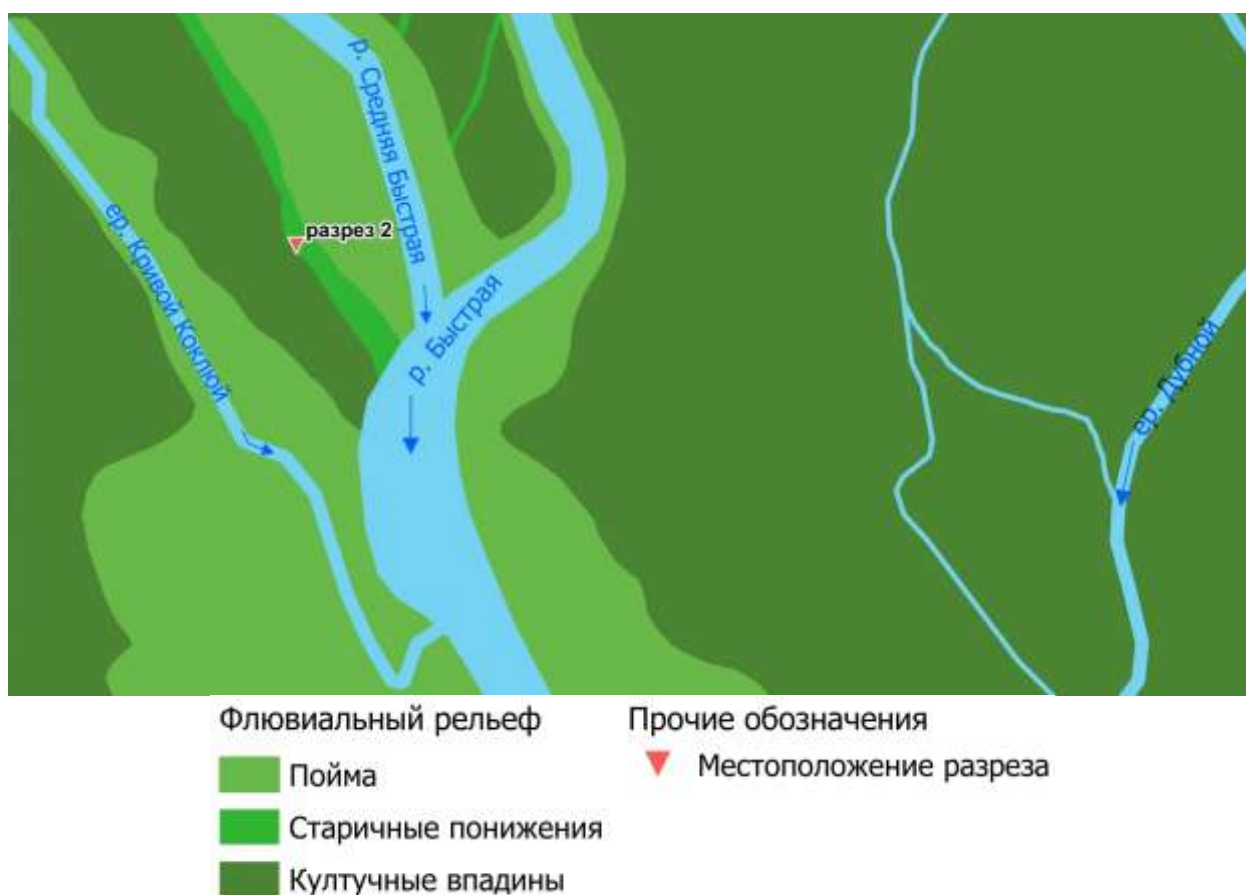 р. Средняя Быстрая
разрез 2
ер. Кривой Коклюй
р. Быстрая
ер. Дубной
Флювиальный рельеф
Пойма
Старичные понижения
Култучные впадины
Прочие обозначения
Местоположение разреза